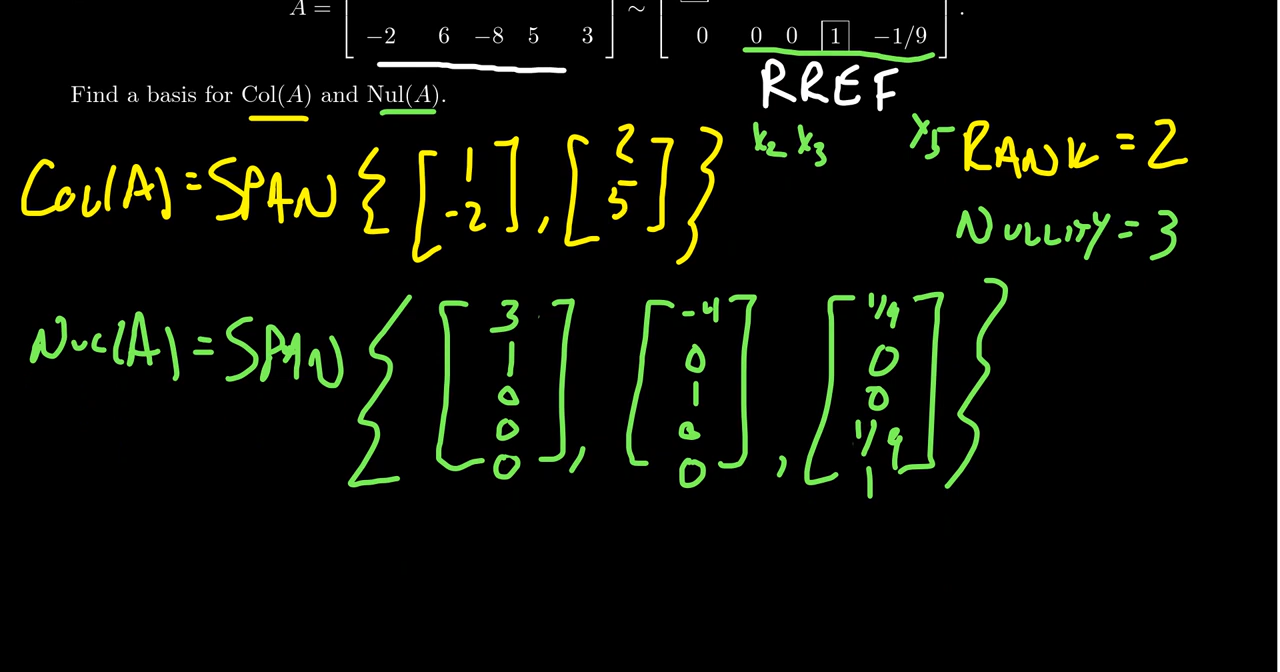 A =
∼
.
−2 6 −8 5 3
0 0 0 1 −1/9
RREF
Find a basis for Col(A) and Nul(A).
x2 x3 x5
RANK = 2
Col(A) = SPAN { [ 1 -2 ] , [ 2 5 ] }
NULLITY = 3
Nul(A) = SPAN { [ 3 1 0 0 0 ] , [ -4 0 1 0 0 ] , [ 1/9 0 0 1/9 1 ] }